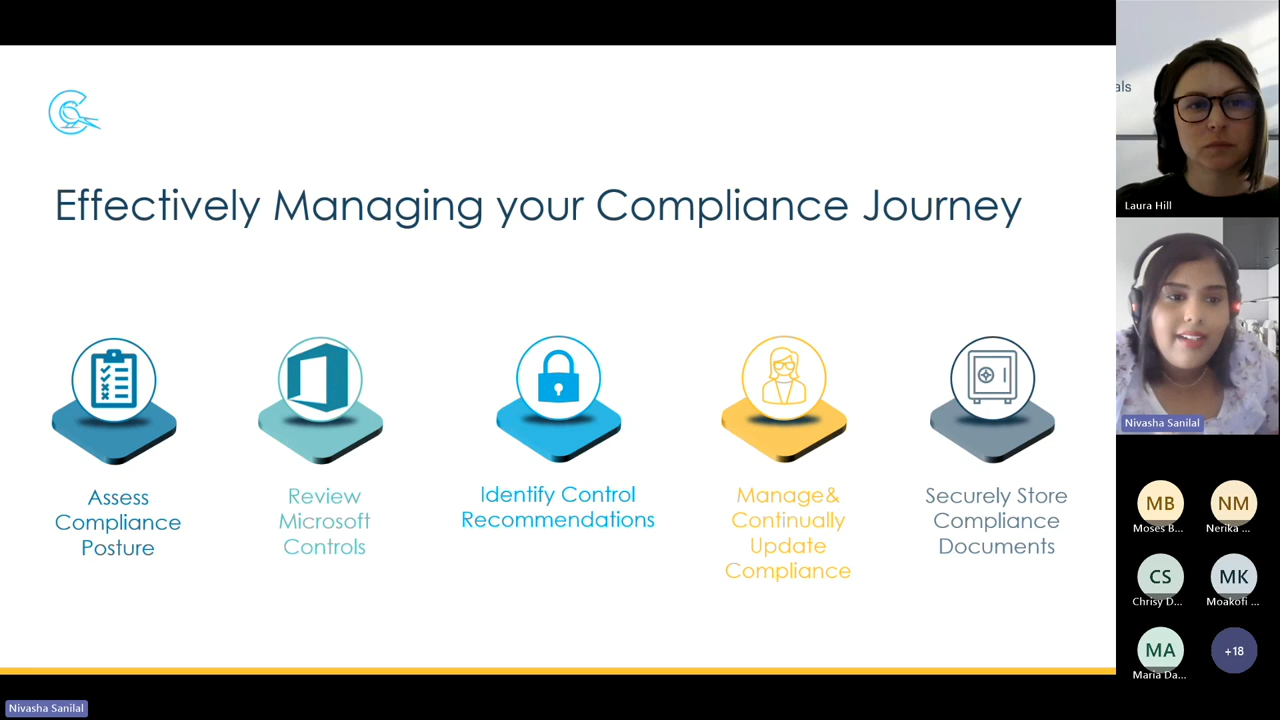 Effectively Managing your Compliance Journey
Assess
Compliance
Posture
Review
Microsoft
Controls
Identify Control
Recommendations
Manage&
Continually
Update
Compliance
Securely Store
Compliance
Documents
als
Laura Hill
Nivasha Sanilal
MB
Moses B...
NM
Nerika ...
CS
Chrisy D...
MK
Moakofi ...
MA
Maria Da...
+18
Nivasha Sanilal